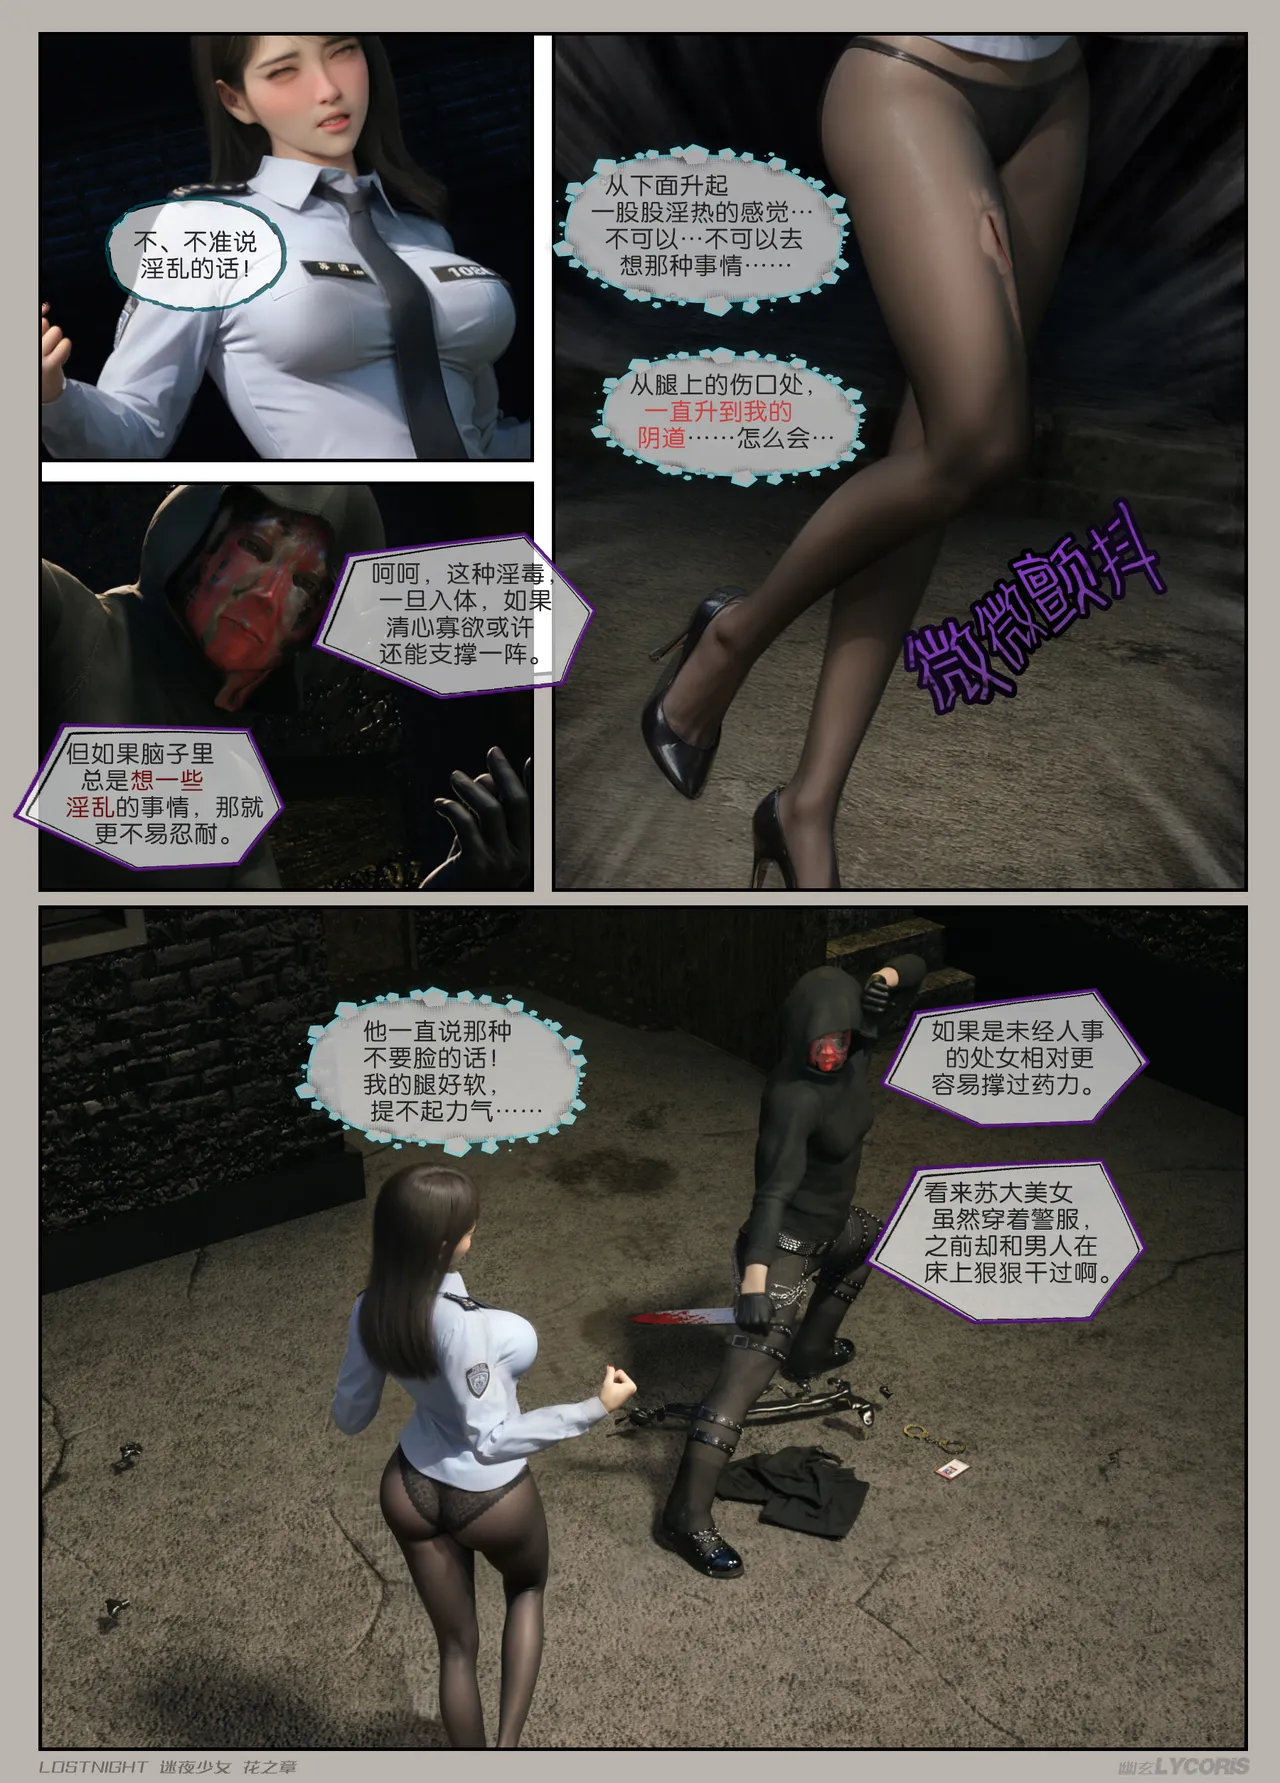 不、不准说
淫乱的话！
从下面升起
一股股淫热的感觉…
不可以…不可以去
想那种事情……
从腿上的伤口处，
一直升到我的
阴道……怎么会…
微微颤抖
呵呵，这种淫毒，
一旦入体，如果
清心寡欲或许
还能支撑一阵。
但如果脑子里
总是想一些
淫乱的事情，那就
更不易忍耐。
他一直说那种
不要脸的话！
我的腿好软，
提不起力气……
如果是未经人事
的处女相对更
容易撑过药力。
看来苏大美女
虽然穿着警服，
之前却和男人在
床上狠狠干过啊。
LOSTNIGHT 迷夜少女 花之章
幽玄LYCORIS